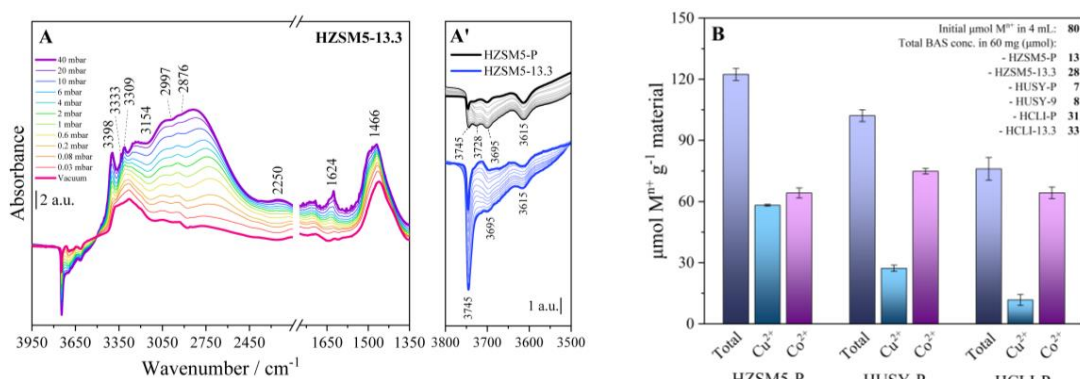 A
HZSM5-13.3
40 mbar
20 mbar
10 mbar
6 mbar
4 mbar
2 mbar
1 mbar
0.6 mbar
0.2 mbar
0.08 mbar
0.03 mbar
Vacuum
3398
3333
3309
3154
2997
2876
2250
1624
1466
2 a.u.
Absorbance
3950 3650 3350 3050 2750 2450 1750 1500 1350
Wavenumber / cm⁻¹
A'
HZSM5-P
HZSM5-13.3
3745
3728
3695
3615
3695
3615
3745
1 a.u.
3800 3700 3600 3500
B
Initial µmol Mⁿ⁺ in 4 mL: 80
Total BAS conc. in 60 mg (µmol):
- HZSM5-P 13
- HZSM5-13.3 28
- HUSY-P 7
- HUSY-9 8
- HCLI-P 31
- HCLI-13.3 33
µmol Mⁿ⁺ g⁻¹ material
150
120
90
60
30
0
Total Cu²⁺ Co²⁺ Total Cu²⁺ Co²⁺ Total Cu²⁺ Co²⁺
HZSM5-P HUSY-P HCLI-P